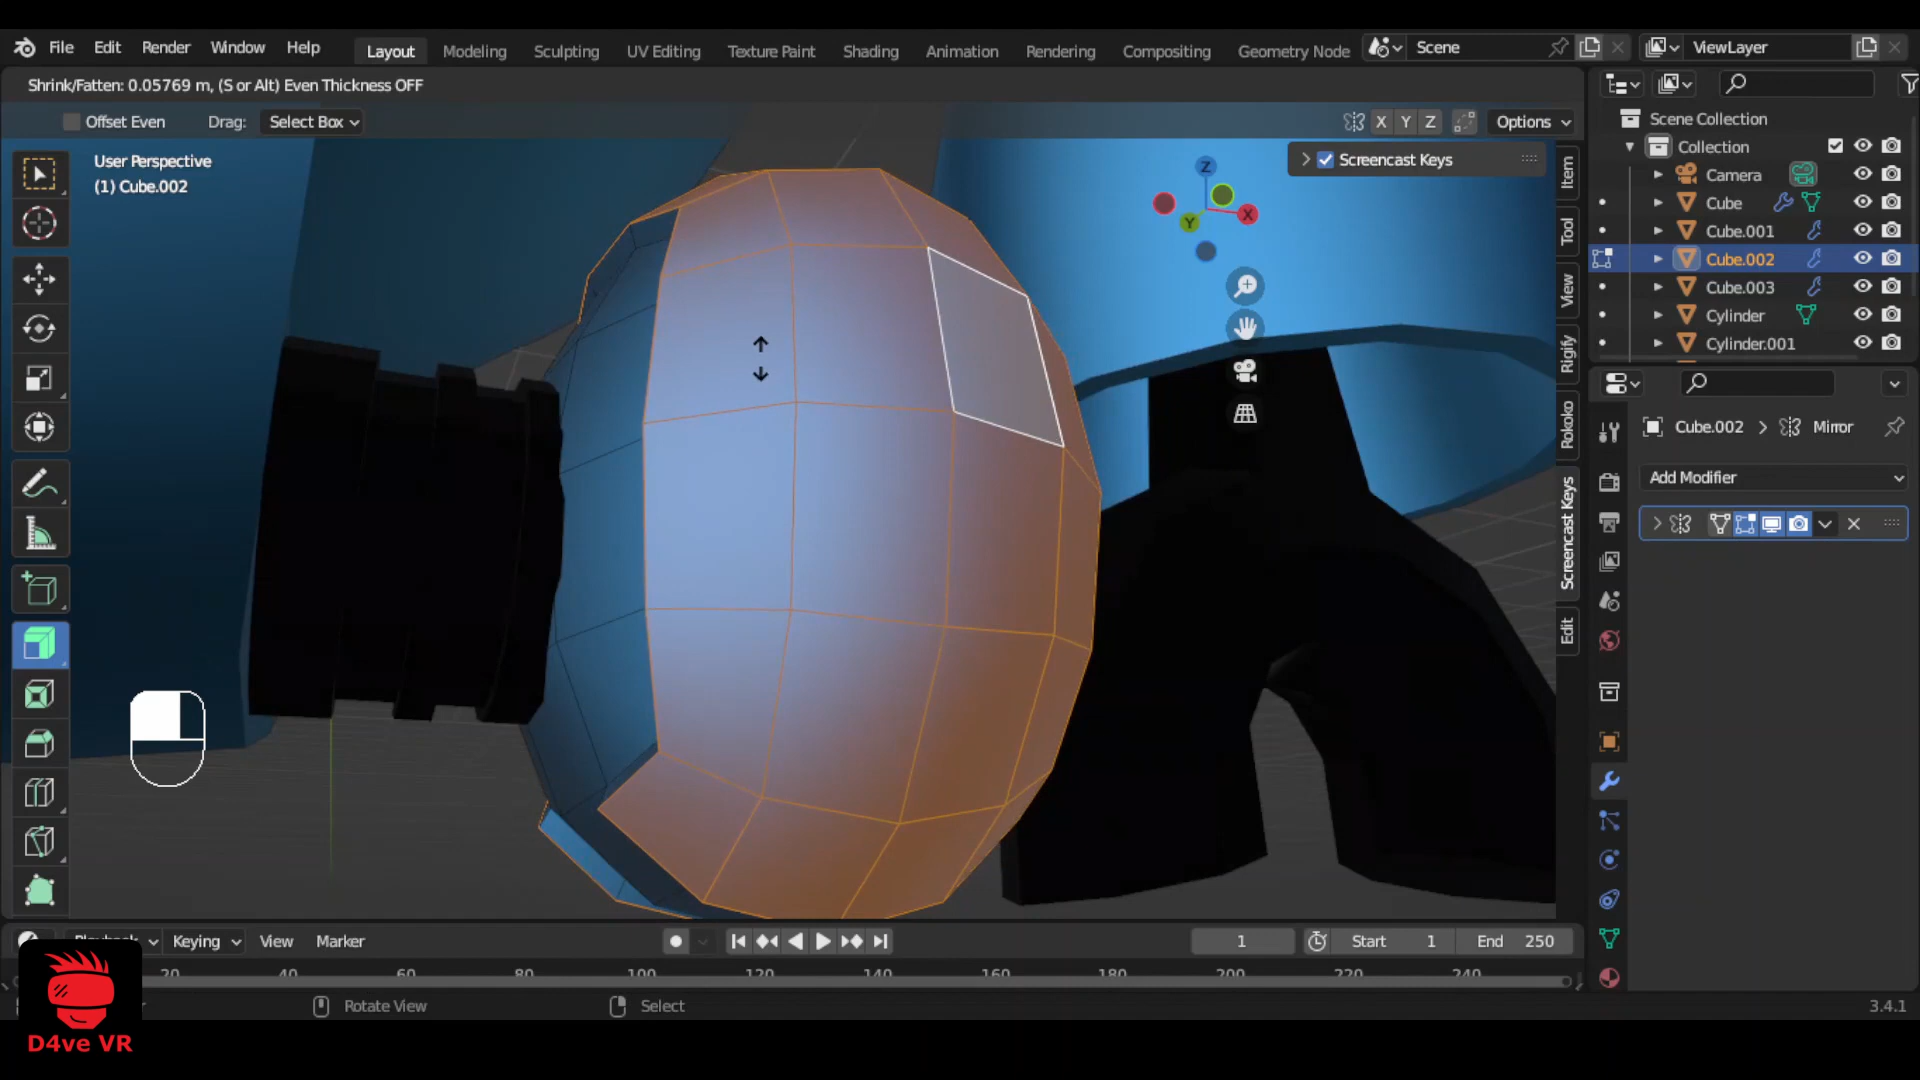 File Edit Render Window Help Layout Modeling Sculpting UV Editing Texture Paint Shading Animation Rendering Compositing Geometry Node Scene ViewLayer
Shrink/Fatten: 0.05769 m, (S or Alt) Even Thickness OFF
Offset Even Drag: Select Box X Y Z Options
User Perspective
(1) Cube.002
Screencast Keys
Z
X
Y
Item
Tool
View
Rigify
Rokoko
Screencast Keys
Edit
Scene Collection
Collection
Camera
Cube
Cube.001
Cube.002
Cube.003
Cylinder
Cylinder.001
Cube.002 > Mirror
Add Modifier
Keying View Marker 1 Start 1 End 250
20 40 60 80 100 120 140 160 180 200 220 240
Rotate View Select 3.4.1
D4ve VR